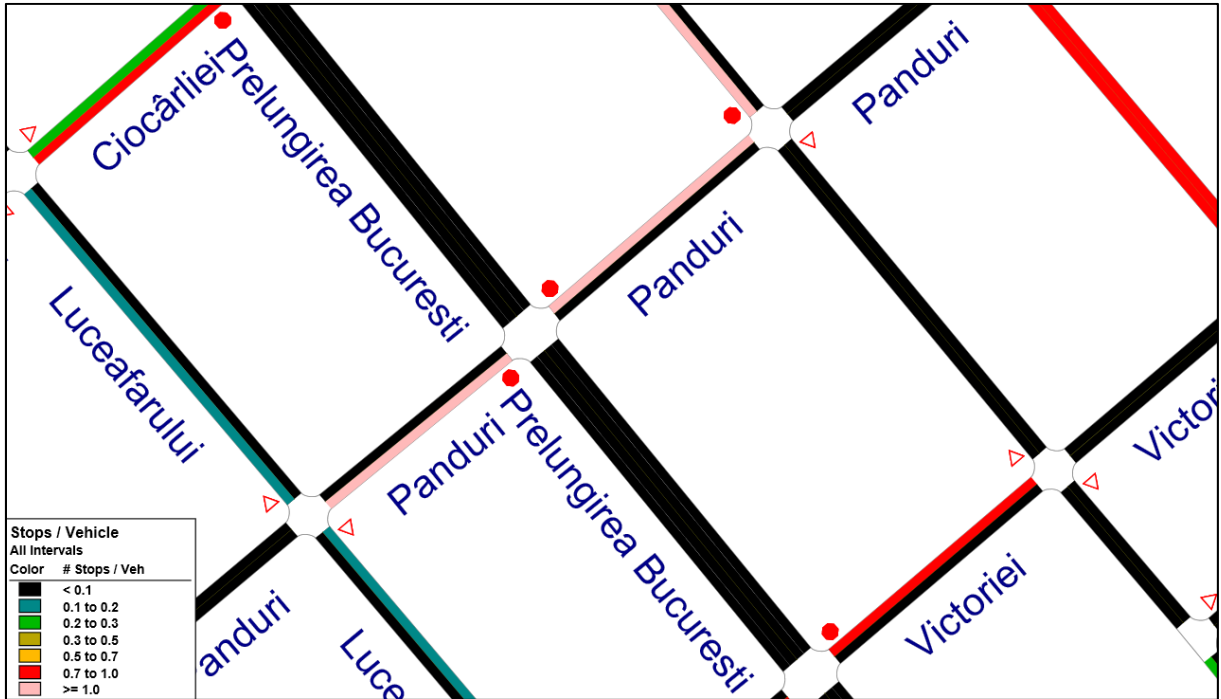 Ciocârliei
Prelungirea Bucuresti
Panduri
Panduri
Luceafarului
Panduri
Prelungirea Bucuresti
Victoriei
Victori
anduri
Luce
Stops / Vehicle
All Intervals
Color # Stops / Veh
< 0.1
0.1 to 0.2
0.2 to 0.3
0.3 to 0.5
0.5 to 0.7
0.7 to 1.0
>= 1.0